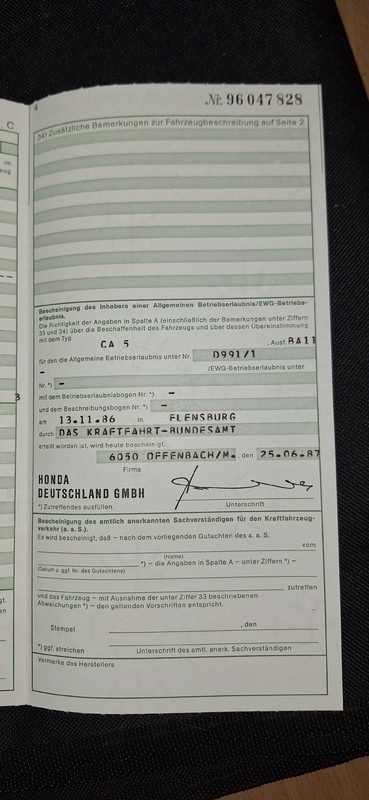 4
Nr. 96047828
C
34) Zusätzliche Bemerkungen zur Fahrzeugbeschreibung auf Seite 2
im
eug
Bescheinigung des Inhabers einer Allgemeinen Betriebserlaubnis/EWG-Betriebs-
erlaubnis.
Die Richtigkeit der Angaben in Spalte A (einschließlich der Bemerkungen unter Ziffern
33 und 34) über die Beschaffenheit des Fahrzeugs und über dessen Übereinstimmung
mit dem Typ
CA 5 , Ausf. BA11
für den die Allgemeine Betriebserlaubnis unter Nr. D991/1
– /EWG-Betriebserlaubnis unter
Nr. *) –
mit dem Betriebserlaubnisbogen Nr. *) –
3
und dem Beschreibungsbogen Nr. *) –
am 13.11.86 in FLENSBURG
durch DAS KRAFTFAHRT-BUNDESAMT
erteilt worden ist, wird heute bescheinigt.
6050 OFFENBACH/M., den 25.06.87
Firma
HONDA
DEUTSCHLAND GMBH
*) Zutreffendes ausfüllen. Unterschrift
Bescheinigung des amtlich anerkannten Sachverständigen für den Kraftfahrzeug-
verkehr (a. a. S.).
Es wird bescheinigt, daß – nach dem vorliegenden Gutachten des a. a. S.
vom
(Name)
*) – die Angaben in Spalte A – unter Ziffern *) –
(Datum u. ggf. Nr. des Gutachtens)
zutreffen
und das Fahrzeug – mit Ausnahme der unter Ziffer 33 beschriebenen
Abweichungen *) – den geltenden Vorschriften entspricht.
, den
Stempel
*) ggf. streichen Unterschrift des amtl. anerk. Sachverständigen
Vermerke des Herstellers